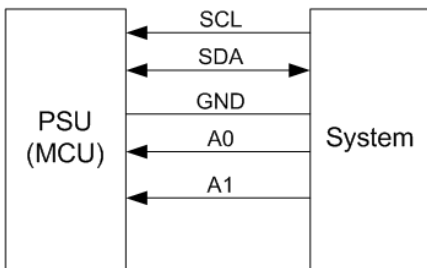 SCL
SDA
GND
PSU
(MCU)
A0
System
A1